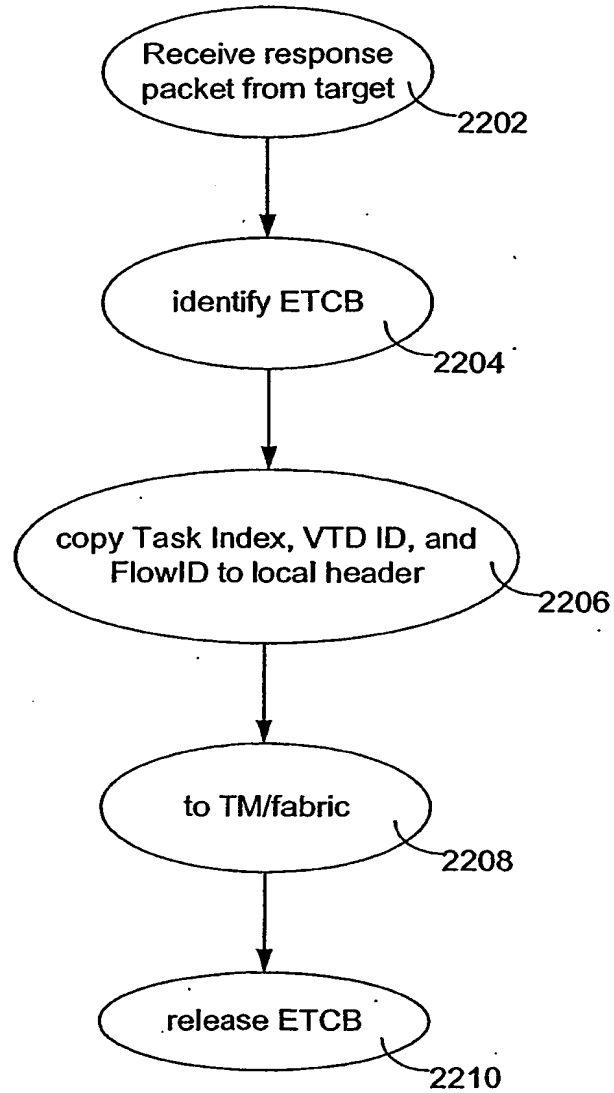 Receive response
packet from target
2202
identify ETCB
2204
copy Task Index, VTD ID, and
FlowID to local header
2206
to TM/fabric
2208
release ETCB
2210